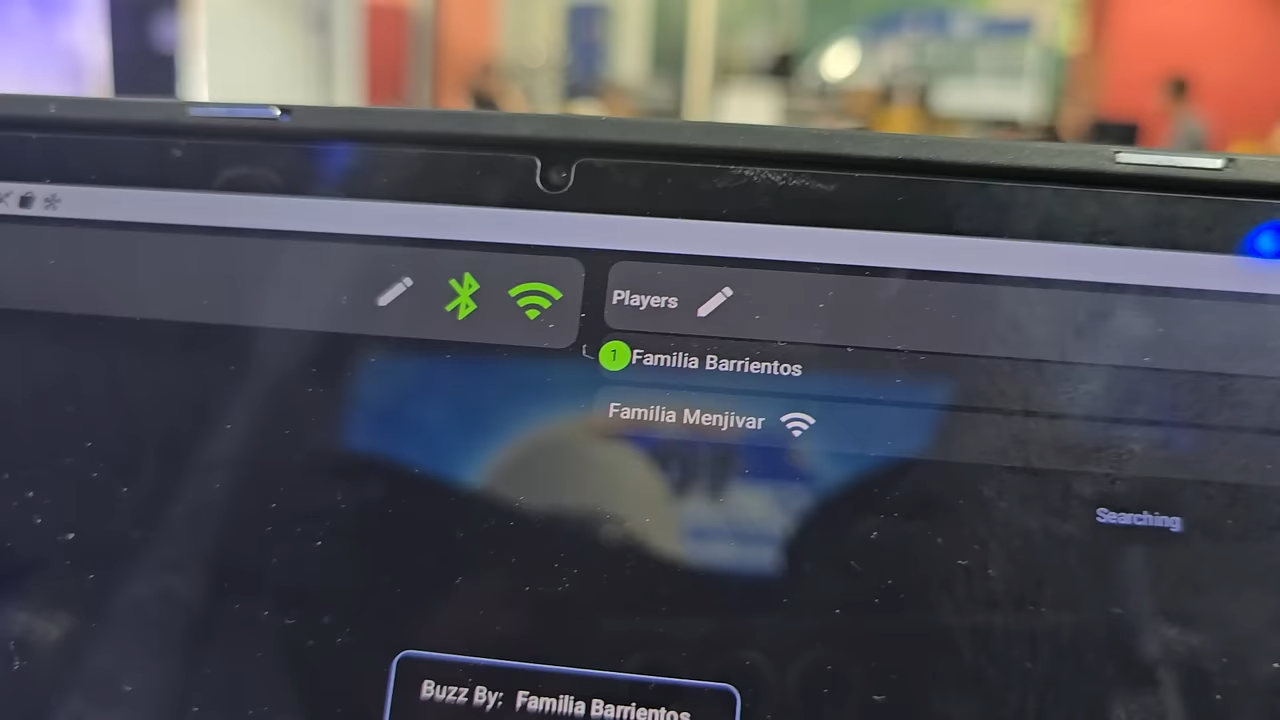 Players
1 Familia Barrientos
Familia Menjivar
Searching
Buzz By: Familia Barrientos